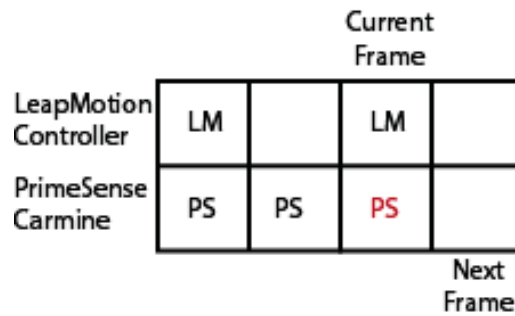 Current
Frame
LeapMotion
Controller
LM
LM
PrimeSense
Carmine
PS
PS
PS
Next
Frame